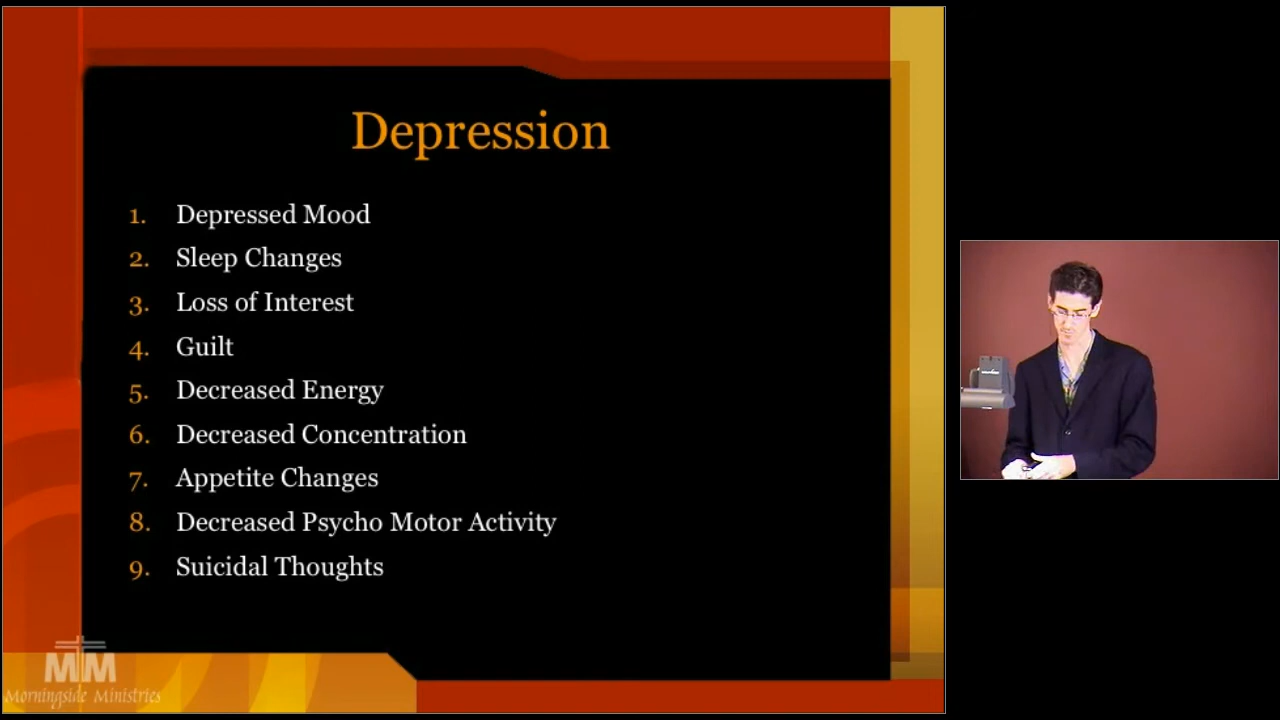 Depression
1. Depressed Mood
2. Sleep Changes
3. Loss of Interest
4. Guilt
5. Decreased Energy
6. Decreased Concentration
7. Appetite Changes
8. Decreased Psycho Motor Activity
9. Suicidal Thoughts
MM
Morningside Ministries